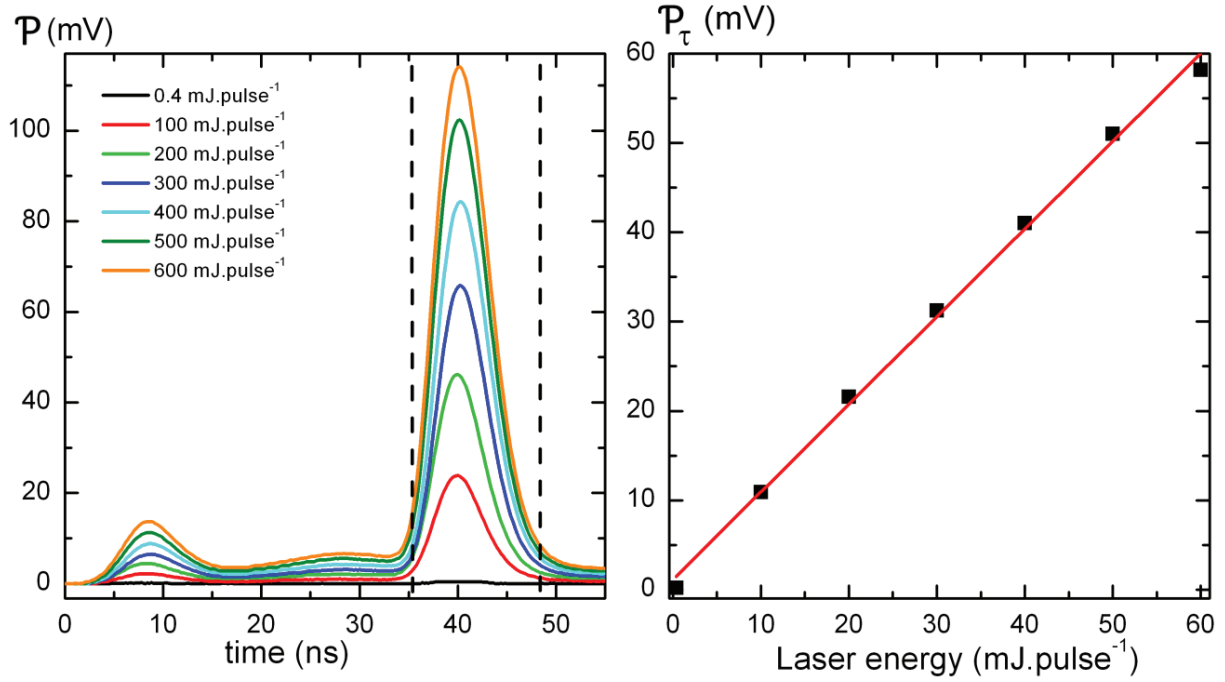 P (mV)
0.4 mJ.pulse⁻¹
100 mJ.pulse⁻¹
200 mJ.pulse⁻¹
300 mJ.pulse⁻¹
400 mJ.pulse⁻¹
500 mJ.pulse⁻¹
600 mJ.pulse⁻¹
100
80
60
40
20
0
0 10 20 30 40 50
time (ns)
Pτ (mV)
60
50
40
30
20
10
0
0 10 20 30 40 50 60
Laser energy (mJ.pulse⁻¹)